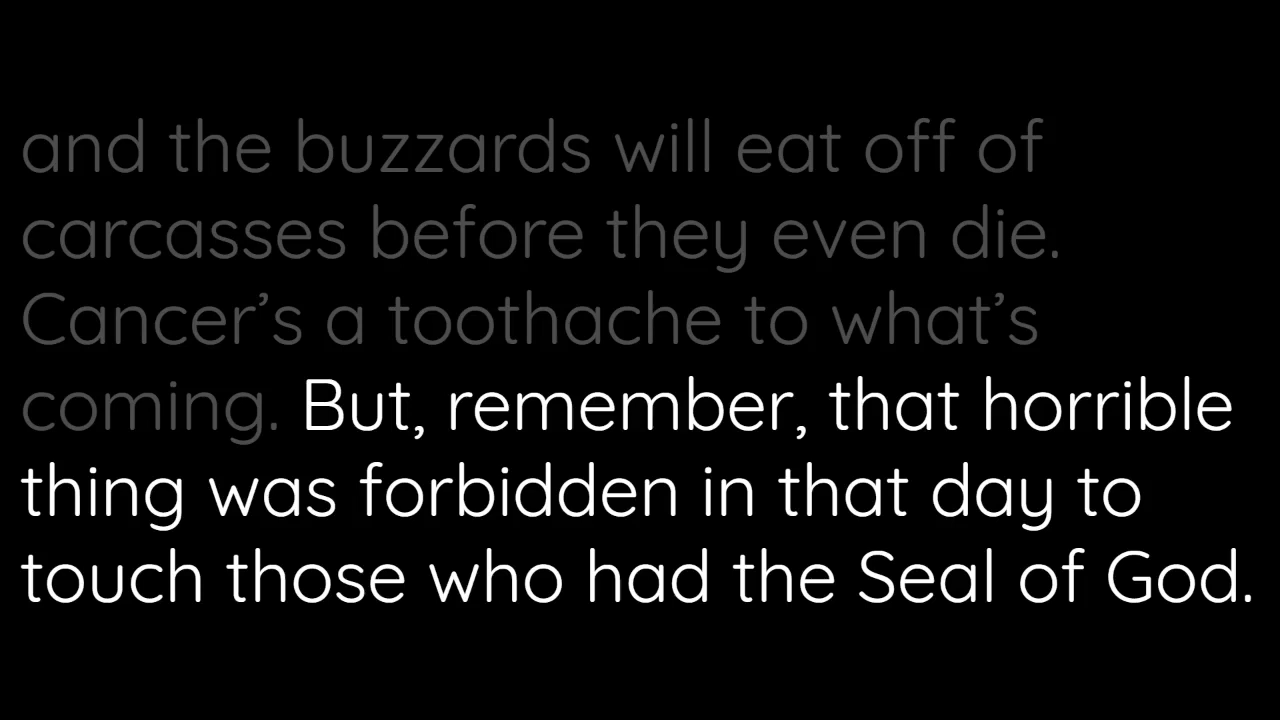 and the buzzards will eat off of
carcasses before they even die.
Cancer’s a toothache to what’s
coming. But, remember, that horrible
thing was forbidden in that day to
touch those who had the Seal of God.